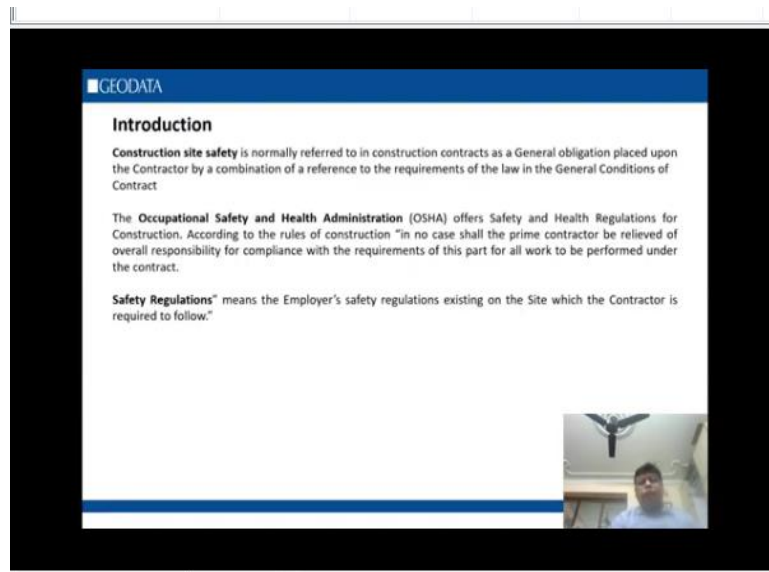 GEODATA
Introduction
Construction site safety is normally referred to in construction contracts as a General obligation placed upon
the Contractor by a combination of a reference to the requirements of the law in the General Conditions of
Contract
The Occupational Safety and Health Administration (OSHA) offers Safety and Health Regulations for
Construction. According to the rules of construction “in no case shall the prime contractor be relieved of
overall responsibility for compliance with the requirements of this part for all work to be performed under
the contract.
Safety Regulations” means the Employer’s safety regulations existing on the Site which the Contractor is
required to follow.”